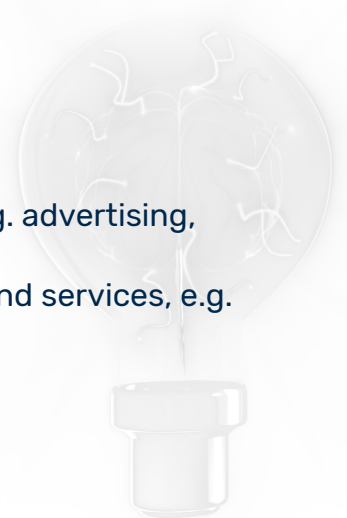 g. advertising,
nd services, e.g.